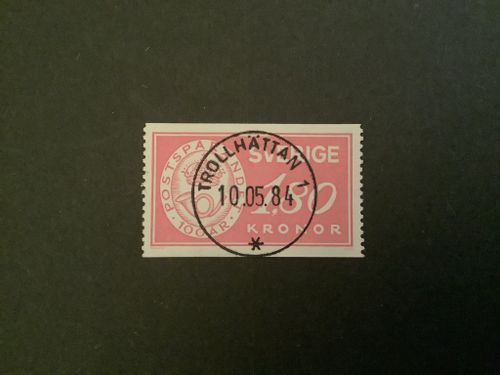 SVERIGE
1,80
KRONOR
100 ÅR
TROLLHÄTTAN 1
10.05.84